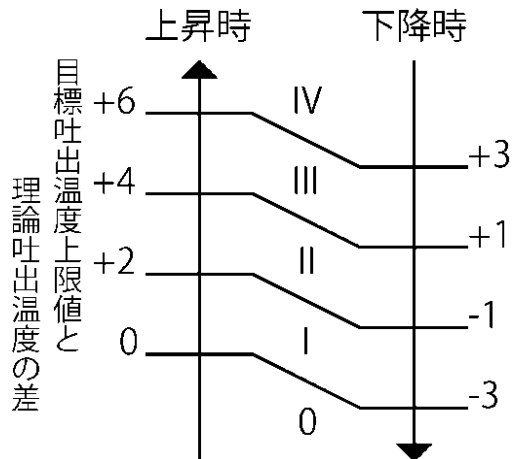 上昇時
下降時
目標吐出温度上限値と
理論吐出温度の差
+6
IV
+3
+4
III
+1
+2
II
-1
0
I
-3
0